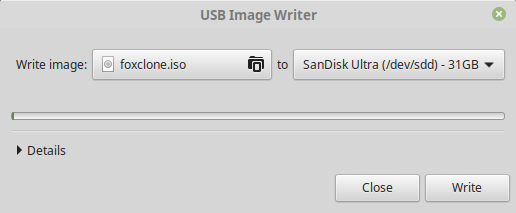 USB Image Writer
Write image: foxclone.iso to SanDisk Ultra (/dev/sdd) - 31GB
Details
Close Write